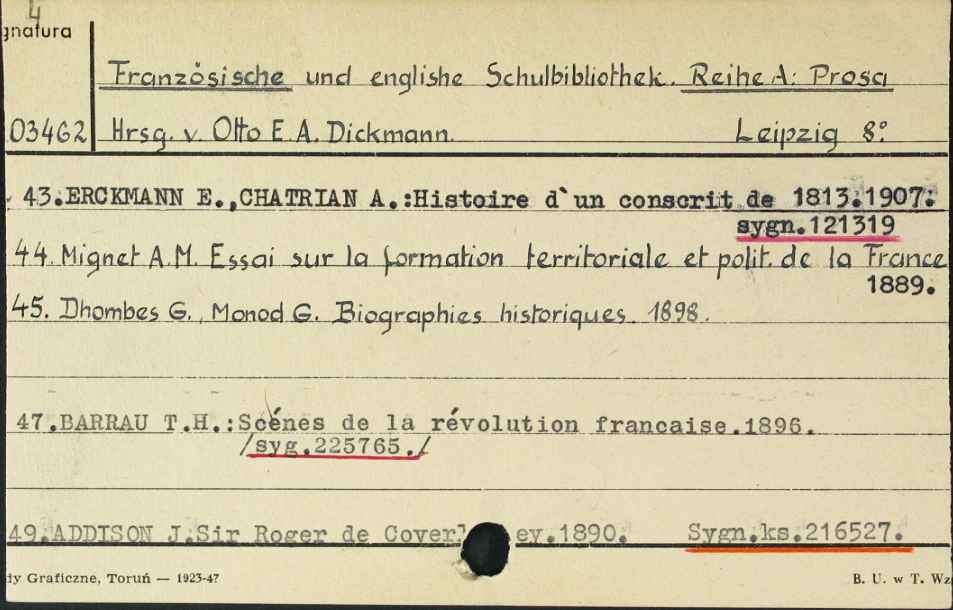 4
gnatura
Französische und englishe Schulbibliothek. Reihe A: Prosa
03462 Hrsg. v. Otto E. A. Dickmann. Leipzig 8°
43.ERCKMANN E.,CHATRIAN A.:Histoire d`un conscrit de 1813.1907.
sygn.121319
44. Mignet A.M. Essai sur la formation territoriale et polit. de la France
1889.
45. Dhombes G., Monod G. Biographies historiques. 1898.
47.BARRAU T.H.:Scénes de la révolution francaise.1896.
/syg.225765./
49.ADDISON J.Sir Roger de Coverl ey.1890. Sygn.ks.216527.
dy Graficzne, Toruń — 1923-47 B. U. w T. Wz